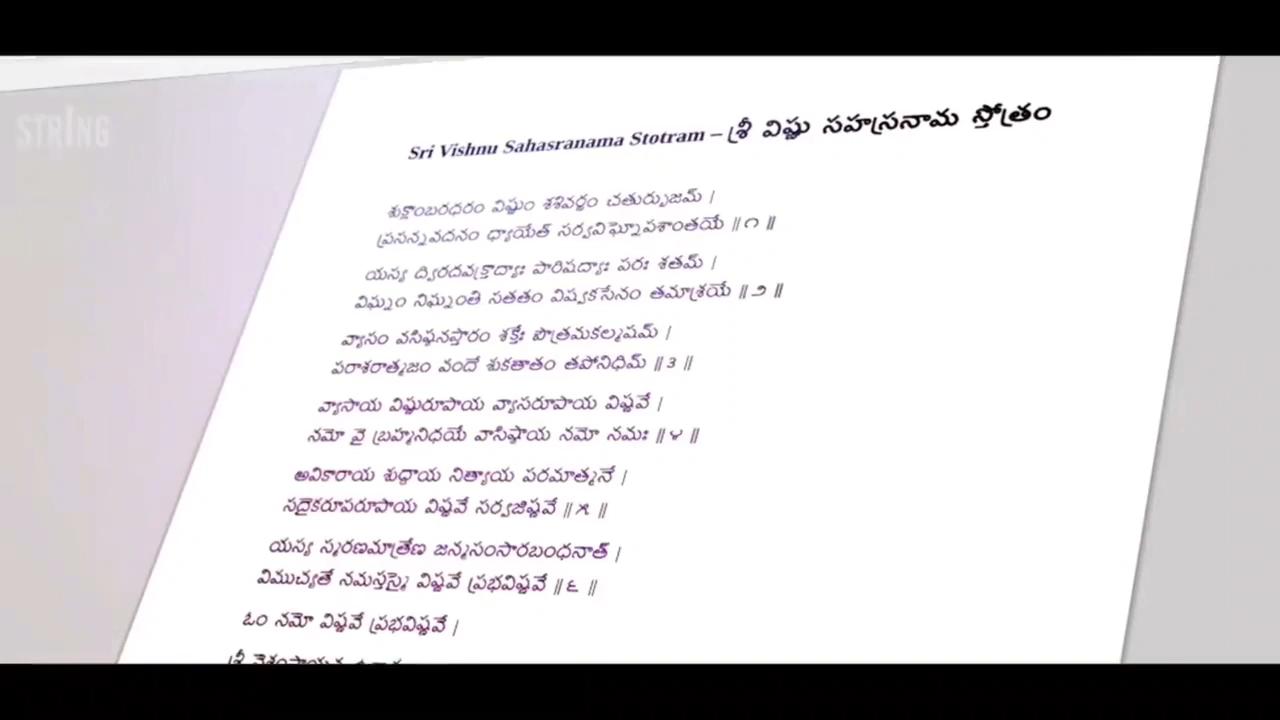 STRING
Sri Vishnu Sahasranama Stotram – శ్రీ విష్ణు సహస్రనామ స్తోత్రం
శుక్లాంబరధరం విష్ణుం శశివర్ణం చతుర్భుజమ్ |
ప్రసన్నవదనం ధ్యాయేత్ సర్వవిఘ్నోపశాంతయే || ౧ ||
యస్య ద్విరదవక్త్రాద్యాః పారిషద్యాః పరః శతమ్ |
విఘ్నం నిఘ్నంతి సతతం విష్వక్సేనం తమాశ్రయే || ౨ ||
వ్యాసం వసిష్ఠనప్తారం శక్తేః పౌత్రమకల్మషమ్ |
పరాశరాత్మజం వందే శుకతాతం తపోనిధిమ్ || ౩ ||
వ్యాసాయ విష్ణురూపాయ వ్యాసరూపాయ విష్ణవే |
నమో వై బ్రహ్మనిధయే వాసిష్ఠాయ నమో నమః || ౪ ||
అవికారాయ శుద్ధాయ నిత్యాయ పరమాత్మనే |
సదైకరూపరూపాయ విష్ణవే సర్వజిష్ణవే || ౫ ||
యస్య స్మరణమాత్రేణ జన్మసంసారబంధనాత్ |
విముచ్యతే నమస్తస్మై విష్ణవే ప్రభవిష్ణవే || ౬ ||
ఓం నమో విష్ణవే ప్రభవిష్ణవే |
శ్రీ